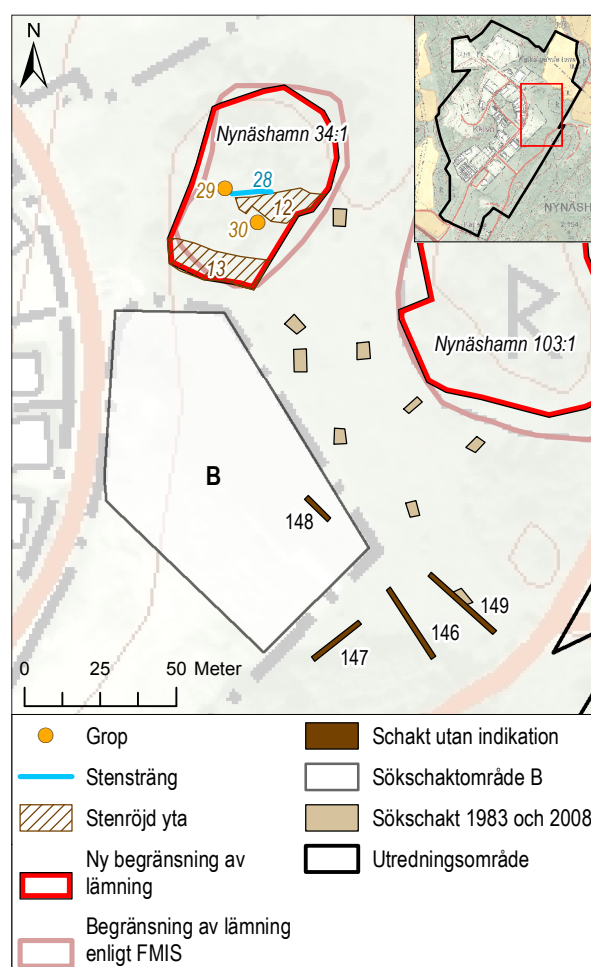 N
Nynäshamn 34:1
28
29
12
30
13
NYNÄSH
Nynäshamn 103:1
R
B
148
149
146
147
0 25 50 Meter
Grop
Stensträng
Stenröjd yta
Ny begränsning av
lämning
Begränsning av lämning
enligt FMIS
Schakt utan indikation
Sökschaktområde B
Sökschakt 1983 och 2008
Utredningsområde